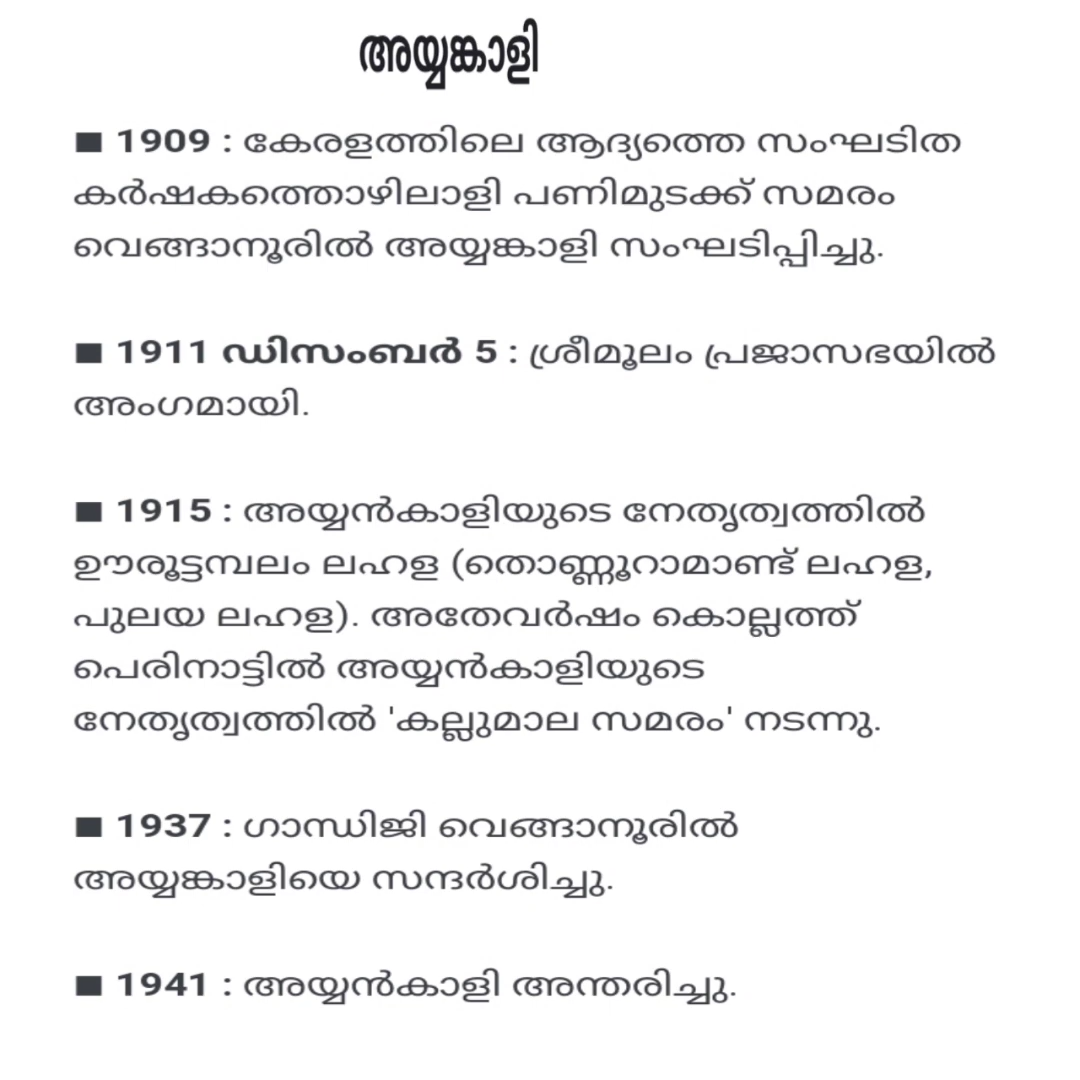 അയ്യങ്കാളി
■ 1909 : കേരളത്തിലെ ആദ്യത്തെ സംഘടിത
കർഷകത്തൊഴിലാളി പണിമുടക്ക് സമരം
വെങ്ങാനൂരിൽ അയ്യങ്കാളി സംഘടിപ്പിച്ചു.
■ 1911 ഡിസംബർ 5 : ശ്രീമൂലം പ്രജാസഭയിൽ
അംഗമായി.
■ 1915 : അയ്യൻകാളിയുടെ നേതൃത്വത്തിൽ
ഊരൂട്ടമ്പലം ലഹള (തൊണ്ണൂറാമാണ്ട് ലഹള,
പുലയ ലഹള). അതേവർഷം കൊല്ലത്ത്
പെരിനാട്ടിൽ അയ്യൻകാളിയുടെ
നേതൃത്വത്തിൽ 'കല്ലുമാല സമരം' നടന്നു.
■ 1937 : ഗാന്ധിജി വെങ്ങാനൂരിൽ
അയ്യങ്കാളിയെ സന്ദർശിച്ചു.
■ 1941 : അയ്യൻകാളി അന്തരിച്ചു.